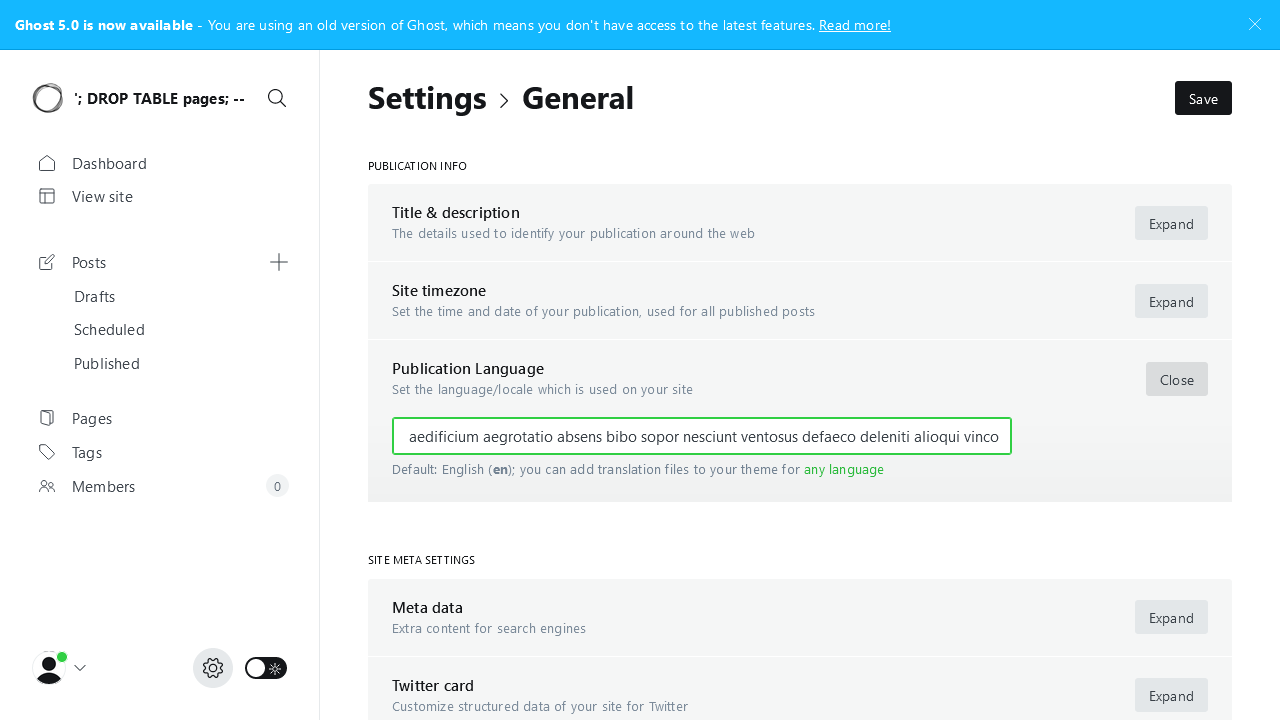 Ghost 5.0 is now available - You are using an old version of Ghost, which means you don't have access to the latest features. Read more!
'; DROP TABLE pages; --
Dashboard
View site
Posts
Drafts
Scheduled
Published
Pages
Tags
Members
0
Settings
General
Save
PUBLICATION INFO
Title & description
The details used to identify your publication around the web
Expand
Site timezone
Set the time and date of your publication, used for all published posts
Expand
Publication Language
Set the language/locale which is used on your site
Close
aedificium aegrotatio absens bibo sopor nesciunt ventosus defaeco deleniti alioqui vinco
Default: English (en); you can add translation files to your theme for any language
SITE META SETTINGS
Meta data
Extra content for search engines
Expand
Twitter card
Customize structured data of your site for Twitter
Expand